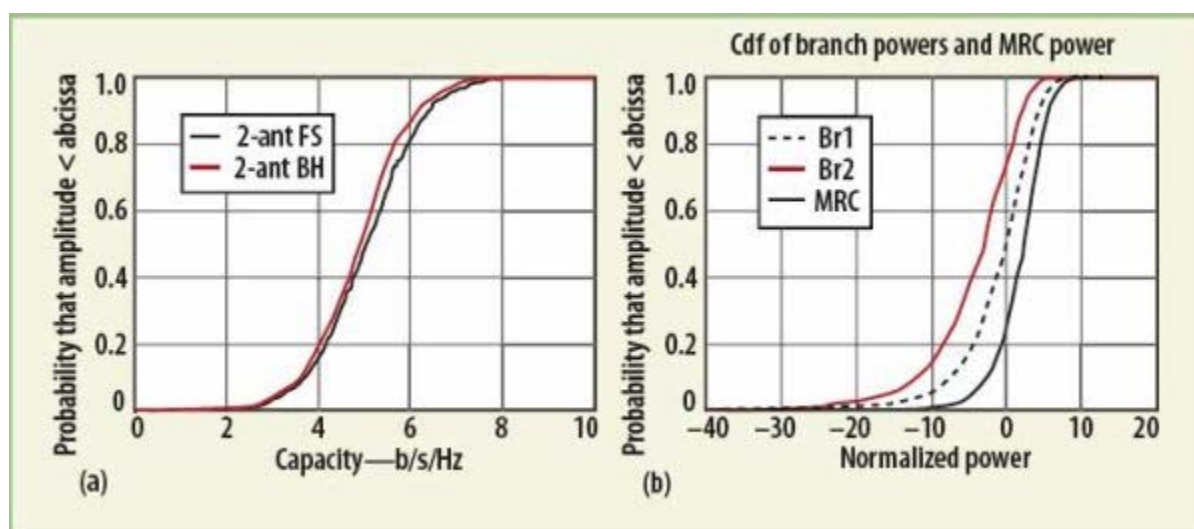 Cdf of branch powers and MRC power
Probability that amplitude < abcissa
1.0
0.8
0.6
0.4
0.2
0
2-ant FS
2-ant BH
0 2 4 6 8 10
Capacity—b/s/Hz
(a)
Probability that amplitude < abcissa
1.0
0.8
0.6
0.4
0.2
0
Br1
Br2
MRC
–40 –30 –20 –10 0 10 20
Normalized power
(b)